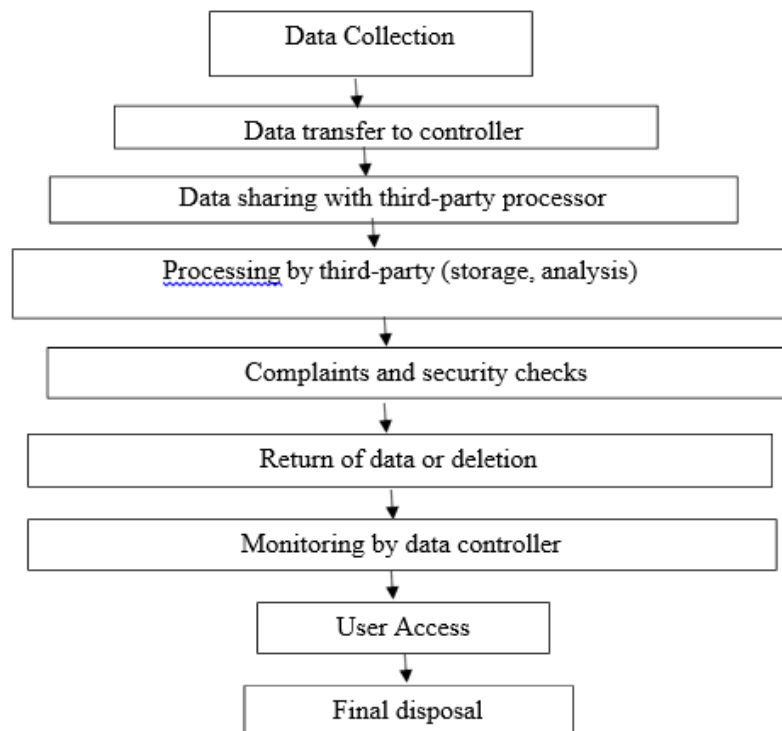 Data Collection
Data transfer to controller
Data sharing with third-party processor
Processing by third-party (storage, analysis)
Complaints and security checks
Return of data or deletion
Monitoring by data controller
User Access
Final disposal